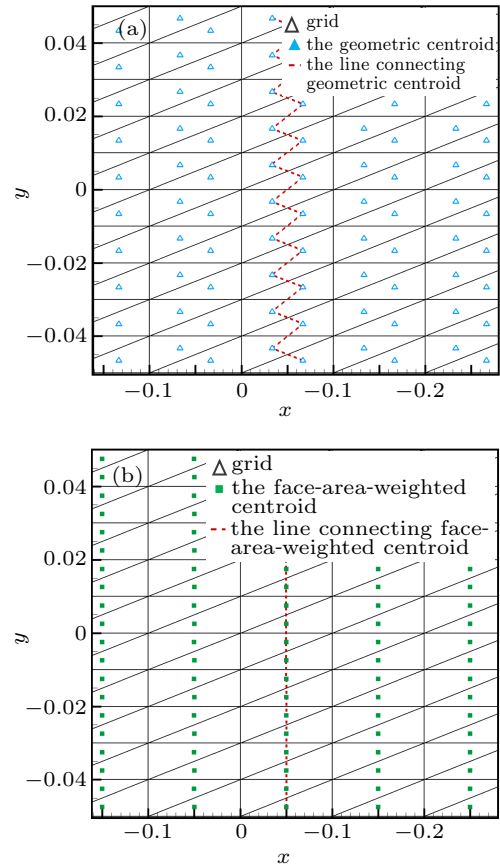 (a)
grid
the geometric centroid
the line connecting
geometric centroid
0.04
0.02
0
−0.02
−0.04
y
−0.1
0
−0.1
−0.2
x
(b)
grid
the face-area-weighted
centroid
the line connecting face-
area-weighted centroid
0.04
0.02
0
−0.02
−0.04
y
−0.1
0
−0.1
−0.2
x